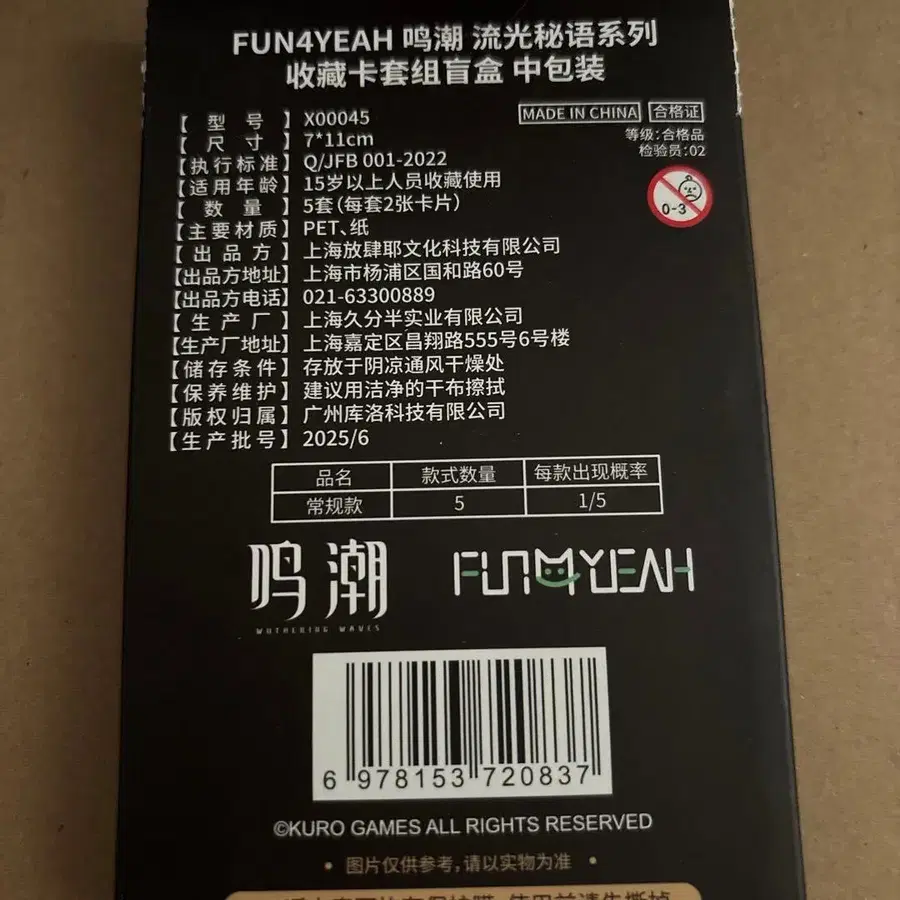 FUN4YEAH 鸣潮 流光秘语系列
收藏卡套组盲盒 中包装
MADE IN CHINA 合格证
等级:合格品
检验员:02
0-3
【型号】X00045
【尺寸】7*11cm
【执行标准】Q/JFB 001-2022
【适用年龄】15岁以上人员收藏使用
【数量】5套(每套2张卡片)
【主要材质】PET、纸
【出品方】上海放肆耶文化科技有限公司
【出品方地址】上海市杨浦区国和路60号
【出品方电话】021-63300889
【生产厂】上海久分半实业有限公司
【生产厂地址】上海嘉定区昌翔路555号6号楼
【储存条件】存放于阴凉通风干燥处
【保养维护】建议用洁净的干布擦拭
【版权归属】广州库洛科技有限公司
【生产批号】2025/6
品名 款式数量 每款出现概率
常规款 5 1/5
鸣潮 FUN4YEAH
WUTHERING WAVES
6 978153 720837
©KURO GAMES ALL RIGHTS RESERVED
• 图片仅供参考,请以实物为准 •